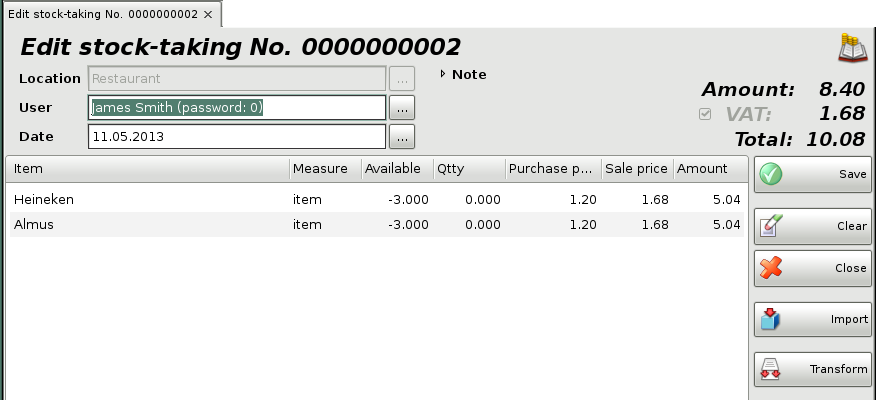 Edit stock-taking No. 0000000002 ×
Edit stock-taking No. 0000000002
Location Restaurant ...
Note
User James Smith (password: 0) ...
Date 11.05.2013 ...
Amount: 8.40
VAT: 1.68
Total: 10.08
Item Measure Available Qtty Purchase p... Sale price Amount
Heineken item -3.000 0.000 1.20 1.68 5.04
Almus item -3.000 0.000 1.20 1.68 5.04
Save
Clear
Close
Import
Transform